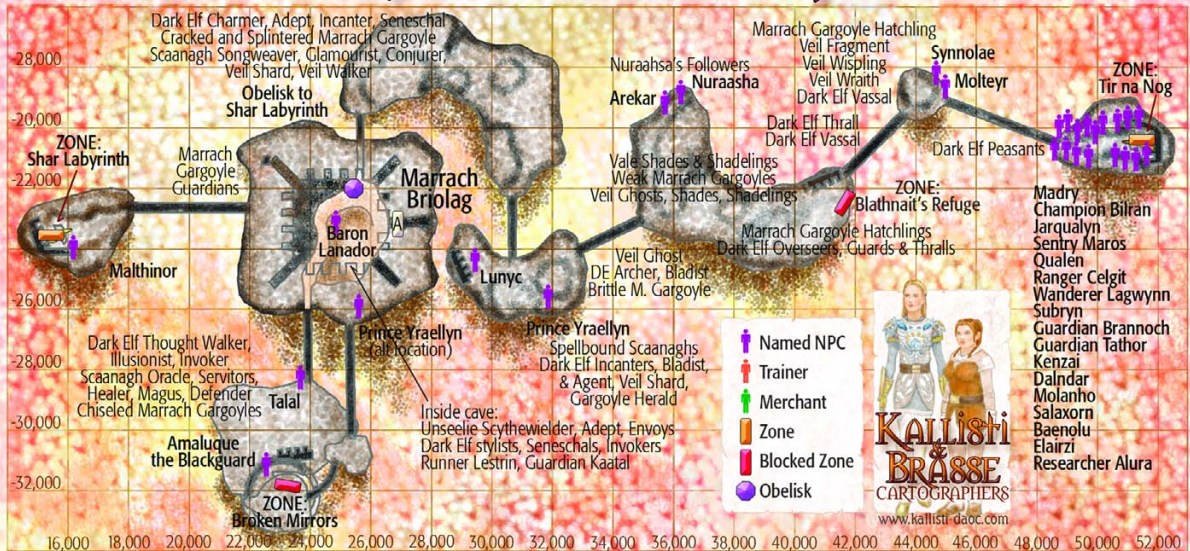 Dark Elf Charmer, Adept, Incanter, Seneschal
Cracked and Splintered Marrach Gargoyle
Scaanagh Songweaver, Glamourist, Conjurer,
Veil Shard, Veil Walker
Obelisk to
Shar Labyrinth
Marrach Gargoyle Hatchling
Veil Fragment
Veil Wispling
Veil Wraith
Dark Elf Vassal
Synnolae
Molteyr
Nuraahsa's Followers
Nuraasha
Arekar
ZONE:
Tir na Nog
Dark Elf Thrall
Dark Elf Vassal
Dark Elf Peasants
ZONE:
Shar Labyrinth
Marrach
Gargoyle
Guardians
Marrach
Briolag
A
Baron
Lanador
Malthinor
Vale Shades & Shadelings
Weak Marrach Gargoyles
Veil Ghosts, Shades, Shadelings
ZONE:
Blathnait's Refuge
Marrach Gargoyle Hatchlings
Dark Elf Overseers, Guards & Thralls
Lunyc
Veil Ghost
DE Archer, Bladist
Brittle M. Gargoyle
Prince Yraellyn
(alt location)
Prince Yraellyn
Spellbound Scaanaghs
Dark Elf Incanters, Bladist,
& Agent, Veil Shard,
Gargoyle Herald
Dark Elf Thought Walker,
Illusionist, Invoker
Scaanagh Oracle, Servitors,
Healer, Magus, Defender
Chiseled Marrach Gargoyles
Talal
Amaluque
the Blackguard
ZONE:
Broken Mirrors
Inside cave:
Unseelie Scythewielder, Adept, Envoys
Dark Elf stylists, Seneschals, Invokers
Runner Lestrin, Guardian Kaatal
Named NPC
Trainer
Merchant
Zone
Blocked Zone
Obelisk
KALLISTI
&
BRASSE
CARTOGRAPHERS
www.kallisti-daoc.com
Madry
Champion Bilran
Jarqualyn
Sentry Maros
Qualen
Ranger Celgit
Wanderer Lagwynn
Subryn
Guardian Brannoch
Guardian Tathor
Kenzai
Dalndar
Molanho
Salaxorn
Baenolu
Elairzi
Researcher Alura
-28,000
-20,000
-22,000
-24,000
-26,000
-28,000
-30,000
-32,000
16,000 18,000 20,000 22,000 24,000 26,000 28,000 30,000 32,000 34,000 36,000 38,000 40,000 42,000 44,000 46,000 48,000 50,000 52,000